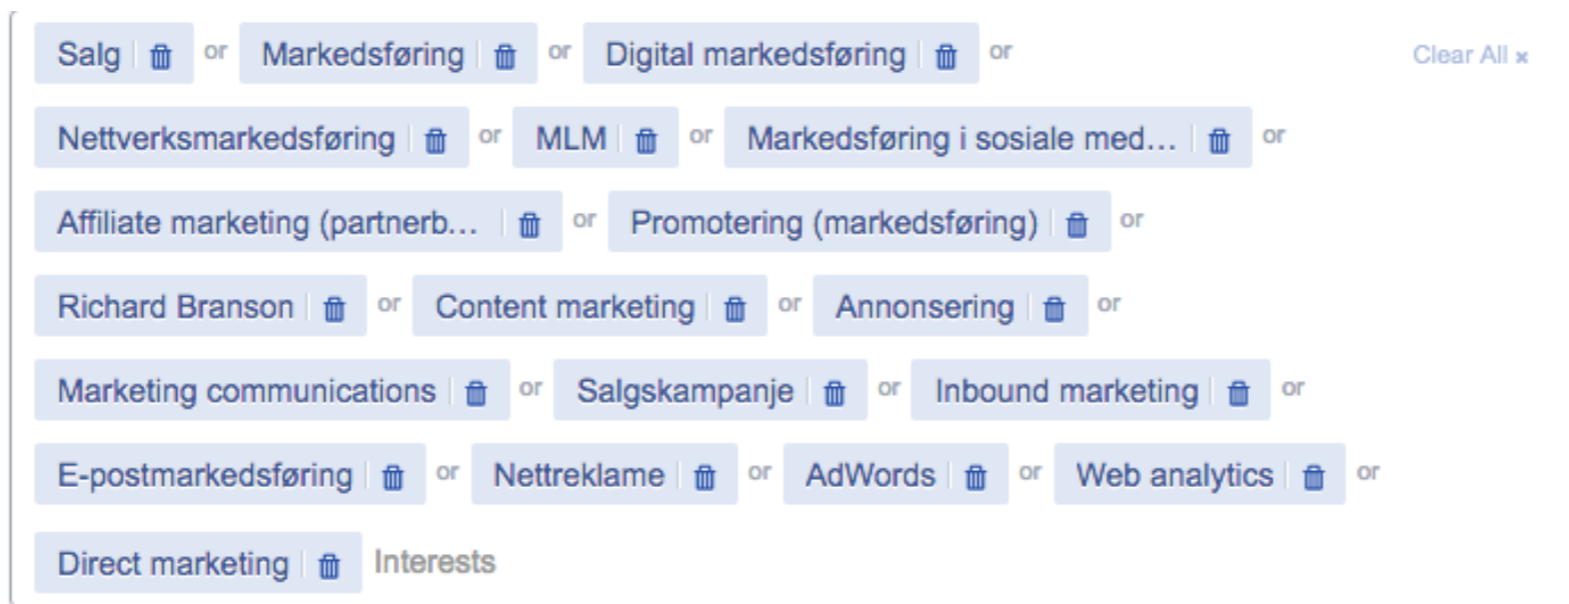 Salg or Markedsføring or Digital markedsføring or Clear All ×
Nettverksmarkedsføring or MLM or Markedsføring i sosiale med... or
Affiliate marketing (partnerb... or Promotering (markedsføring) or
Richard Branson or Content marketing or Annonsering or
Marketing communications or Salgskampanje or Inbound marketing or
E-postmarkedsføring or Nettreklame or AdWords or Web analytics or
Direct marketing Interests